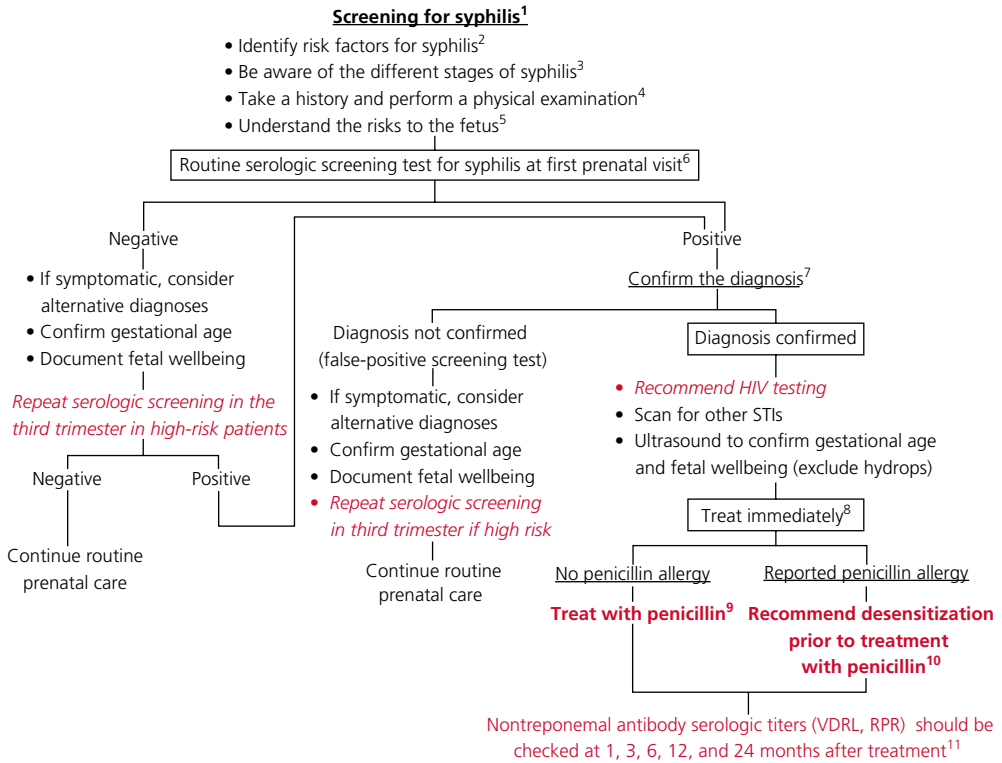 Screening for syphilis1
• Identify risk factors for syphilis2
• Be aware of the different stages of syphilis3
• Take a history and perform a physical examination4
• Understand the risks to the fetus5
Routine serologic screening test for syphilis at first prenatal visit6
Negative
• If symptomatic, consider
alternative diagnoses
• Confirm gestational age
• Document fetal wellbeing
Repeat serologic screening in the
third trimester in high-risk patients
Negative
Positive
Continue routine
prenatal care
Positive
Confirm the diagnosis7
Diagnosis not confirmed
(false-positive screening test)
• If symptomatic, consider
alternative diagnoses
• Confirm gestational age
• Document fetal wellbeing
• Repeat serologic screening
in third trimester if high risk
Continue routine
prenatal care
Diagnosis confirmed
• Recommend HIV testing
• Scan for other STIs
• Ultrasound to confirm gestational age
and fetal wellbeing (exclude hydrops)
Treat immediately8
No penicillin allergy
Treat with penicillin9
Reported penicillin allergy
Recommend desensitization
prior to treatment
with penicillin10
Nontreponemal antibody serologic titers (VDRL, RPR) should be
checked at 1, 3, 6, 12, and 24 months after treatment11